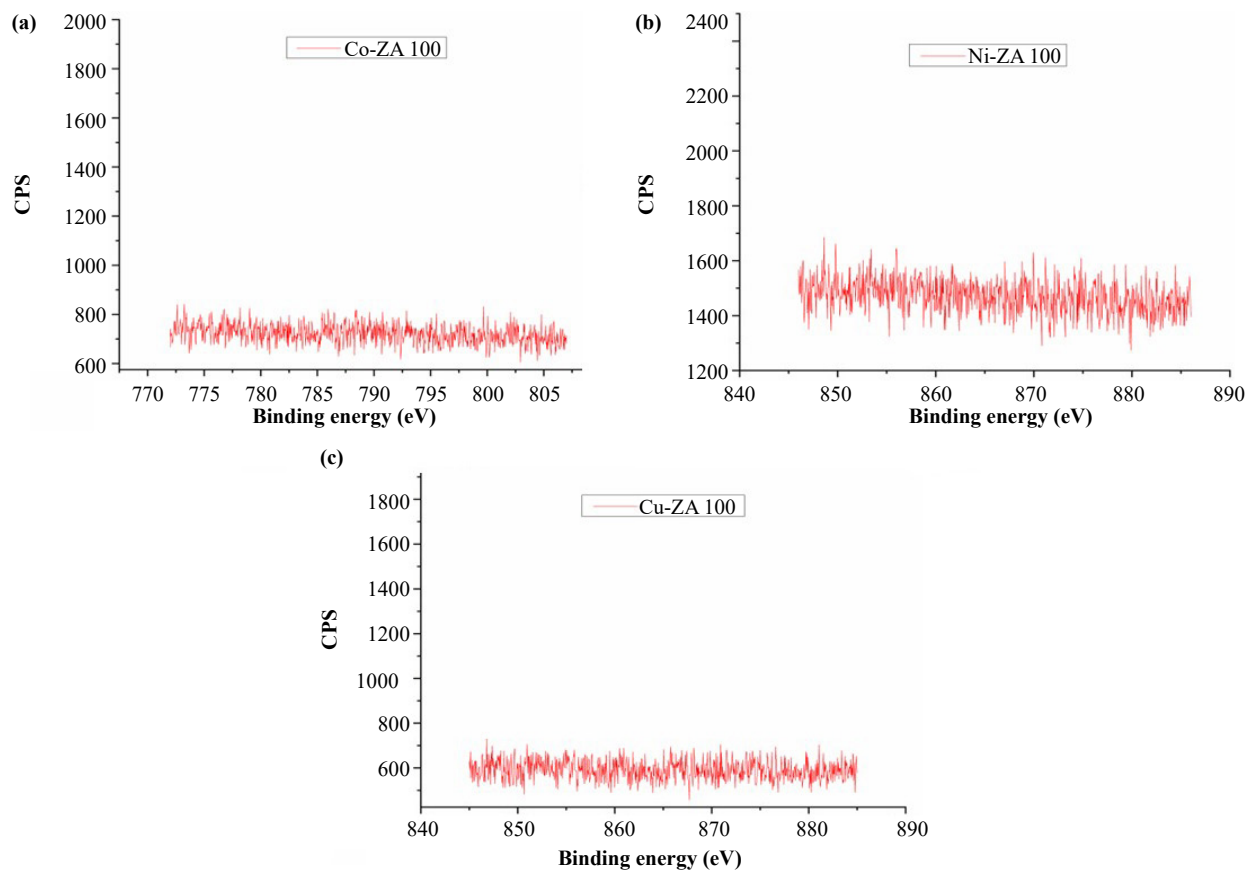 (a)
Co-ZA 100
2000
1800
1600
1400
1200
1000
800
600
CPS
770 775 780 785 790 795 800 805
Binding energy (eV)
(b)
Ni-ZA 100
2400
2200
2000
1800
1600
1400
1200
CPS
840 850 860 870 880 890
Binding energy (eV)
(c)
Cu-ZA 100
1800
1600
1400
1200
1000
800
600
CPS
840 850 860 870 880 890
Binding energy (eV)